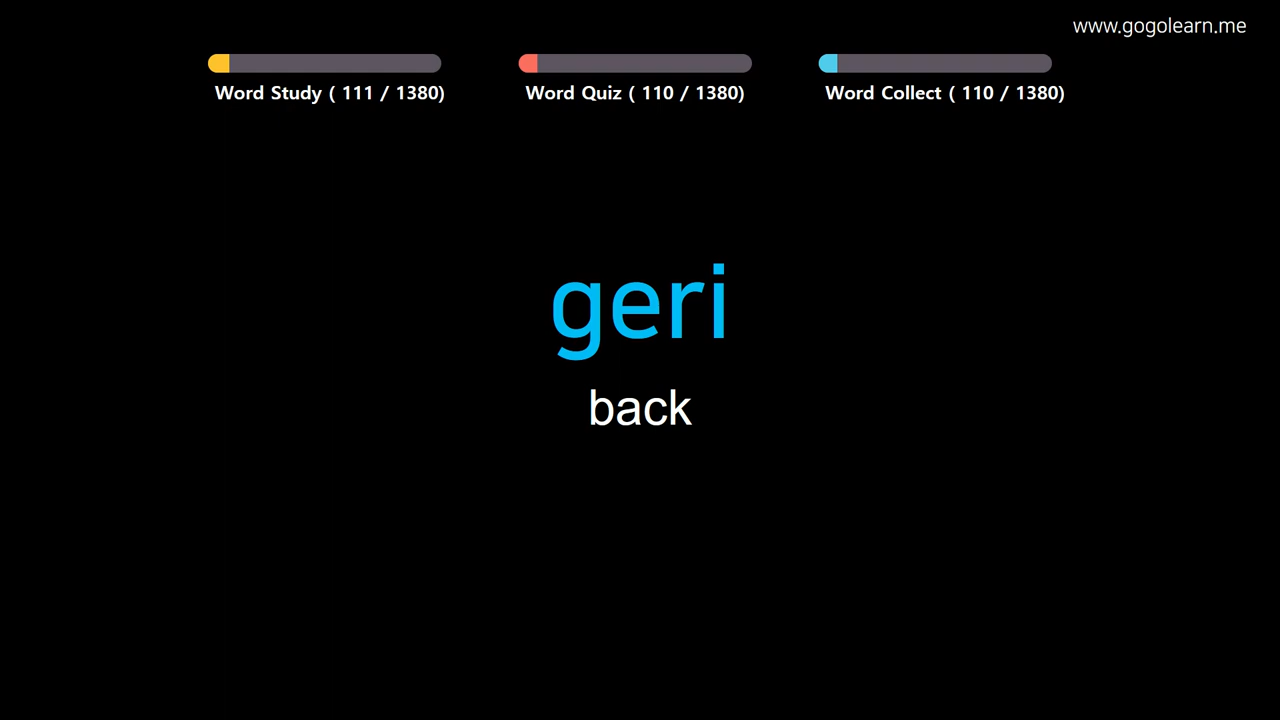 www.gogolearn.me
Word Study ( 111 / 1380)
Word Quiz ( 110 / 1380)
Word Collect ( 110 / 1380)
geri
back